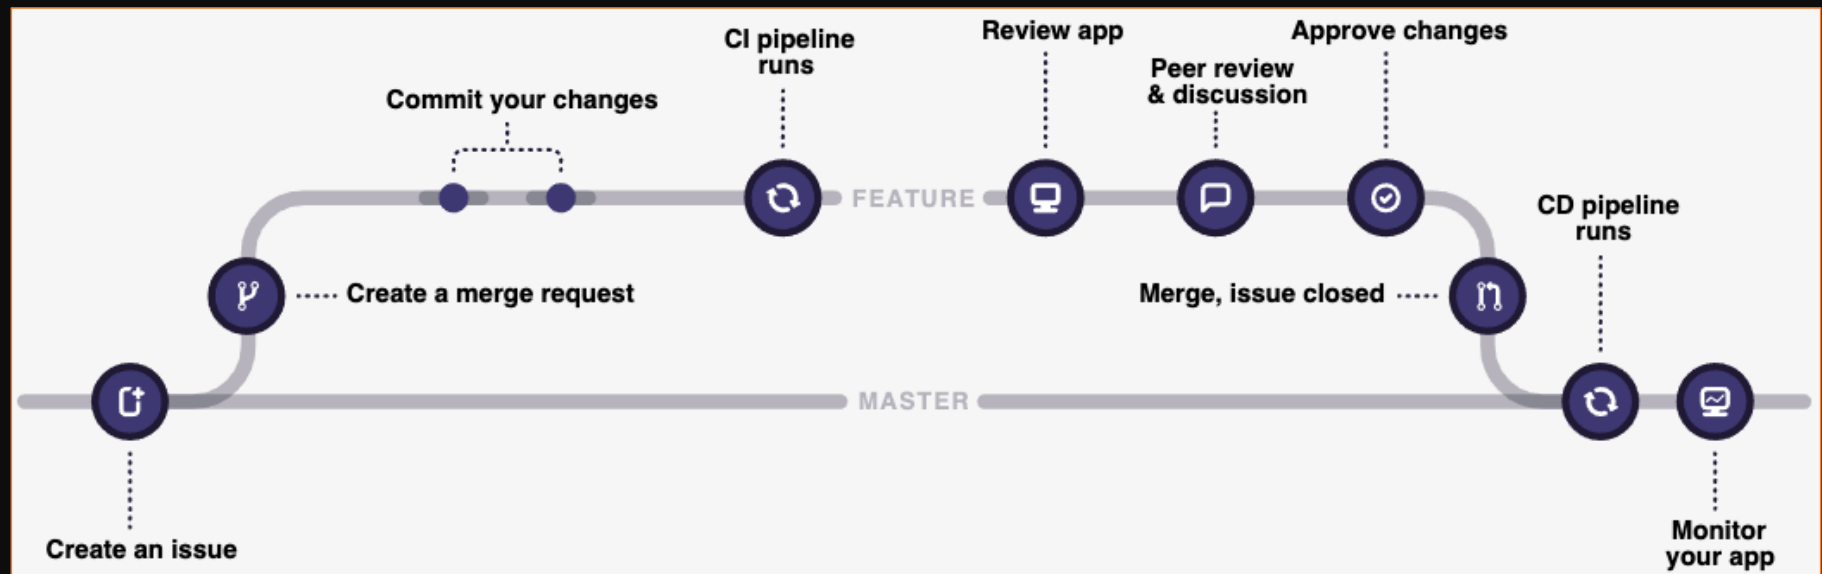 CI pipeline
runs
Review app
Approve changes
Peer review
& discussion
Commit your changes
FEATURE
CD pipeline
runs
Create a merge request
Merge, issue closed
MASTER
Create an issue
Monitor
your app